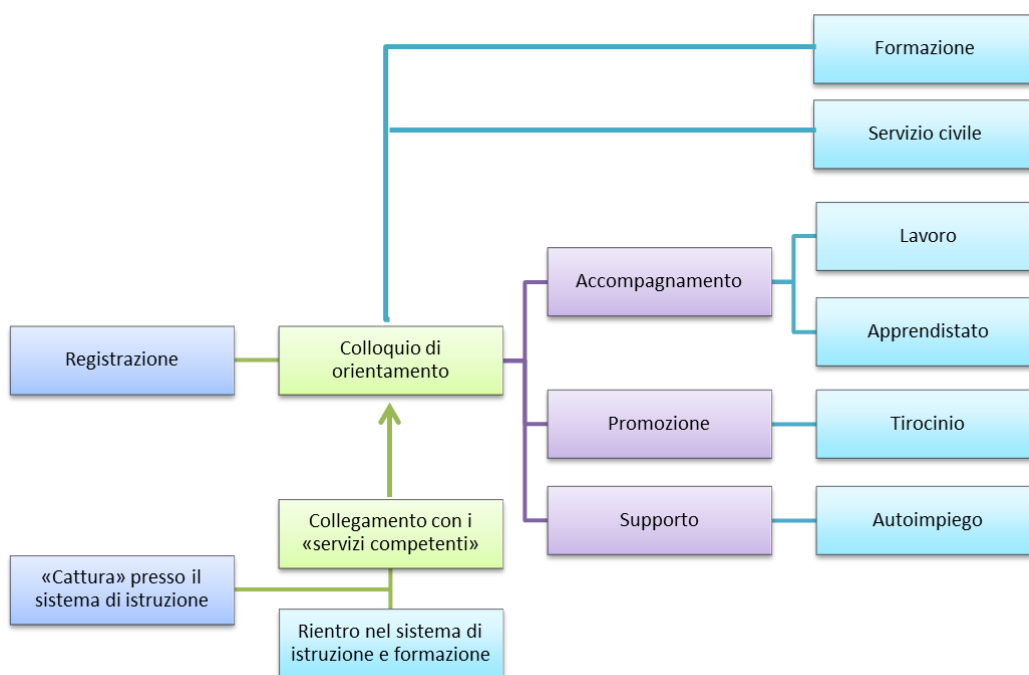 Formazione
Servizio civile
Lavoro
Accompagnamento
Apprendistato
Registrazione
Colloquio di
orientamento
Promozione
Tirocinio
Collegamento con i
«servizi competenti»
Supporto
Autoimpiego
«Cattura» presso il
sistema di istruzione
Rientro nel sistema di
istruzione e formazione